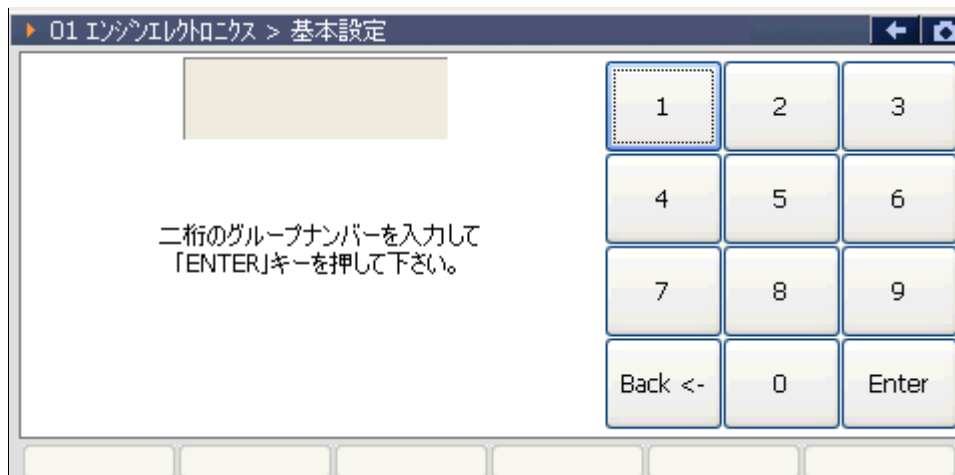 01 ｴﾝｼﾞﾝｴﾚｸﾄﾛﾆｸｽ > 基本設定
1 2 3
4 5 6
二桁のグループナンバーを入力して
「ENTER」キーを押して下さい。
7 8 9
Back <- 0 Enter